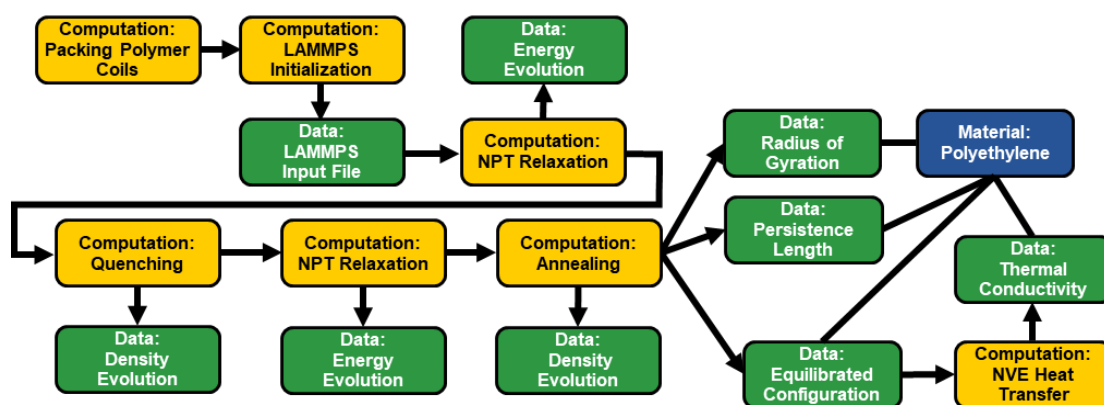 Computation:
Packing Polymer
Coils
Computation:
LAMMPS
Initialization
Data:
Energy
Evolution
Data:
LAMMPS
Input File
Computation:
NPT Relaxation
Data:
Radius of
Gyration
Material:
Polyethylene
Computation:
Quenching
Computation:
NPT Relaxation
Computation:
Annealing
Data:
Persistence
Length
Data:
Thermal
Conductivity
Data:
Density
Evolution
Data:
Energy
Evolution
Data:
Density
Evolution
Data:
Equilibrated
Configuration
Computation:
NVE Heat
Transfer